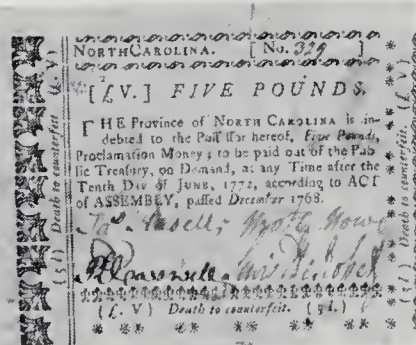 NORTH CAROLINA. [ No. 329 ]
[ £ V. ] FIVE POUNDS.
THE Province of NORTH CAROLINA is in-
debted to the Possessor hereof, Five Pounds,
Proclamation Money; to be paid out of the Pub
lic Treasury, on Demand, at any Time after the
Tenth Day of JUNE, 1772, according to ACT
of ASSEMBLY, passed December 1768.
( £. V ) Death to counterfeit. ( 5 l. )
( 5 l. ) Death to counterfeit ( £. V )
( 5 l. ) Death to counterfeit ( £. V )